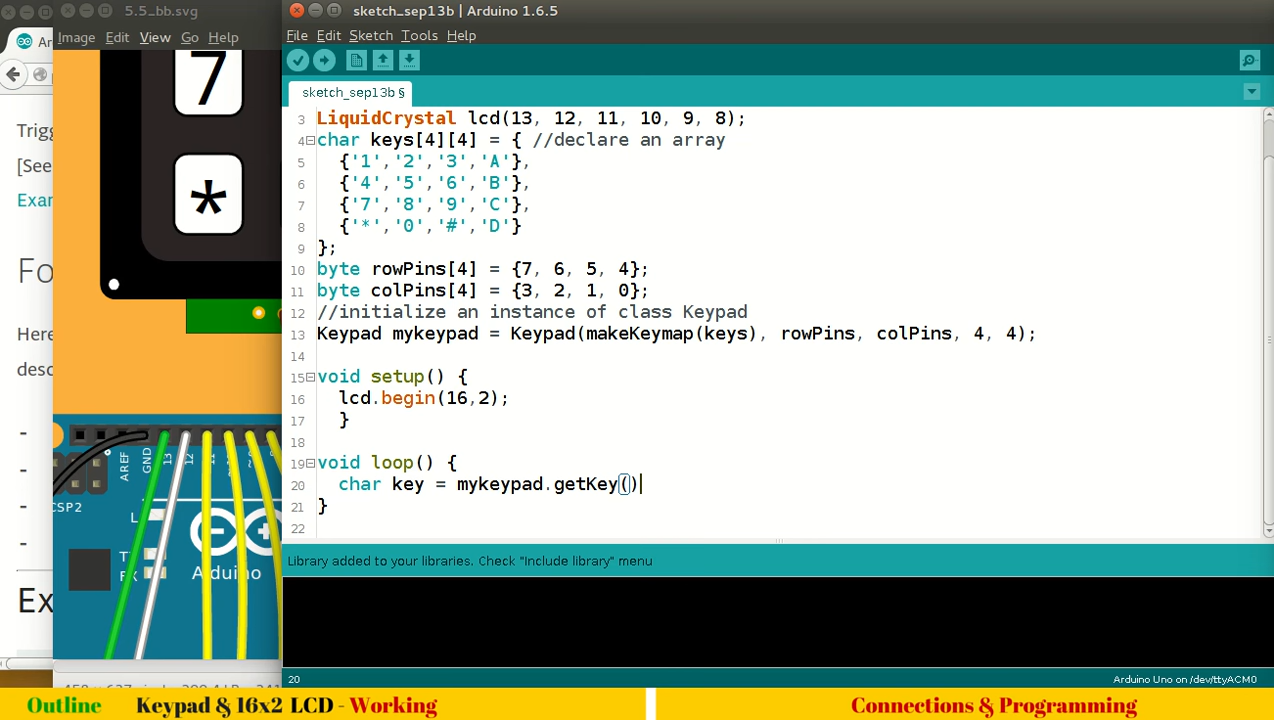 5.5_bb.svg
sketch_sep13b | Arduino 1.6.5
Image Edit View Go Help
File Edit Sketch Tools Help
sketch_sep13b §
Trigg
[See
Exar
Fo
Here
desc
Ex
7
*
AREF
GND
13
12
11
L
Arduino
3 LiquidCrystal lcd(13, 12, 11, 10, 9, 8);
4 char keys[4][4] = { //declare an array
5 {'1','2','3','A'},
6 {'4','5','6','B'},
7 {'7','8','9','C'},
8 {'*','0','#','D'}
9 };
10 byte rowPins[4] = {7, 6, 5, 4};
11 byte colPins[4] = {3, 2, 1, 0};
12 //initialize an instance of class Keypad
13 Keypad mykeypad = Keypad(makeKeymap(keys), rowPins, colPins, 4, 4);
14
15 void setup() {
16 lcd.begin(16,2);
17 }
18
19 void loop() {
20 char key = mykeypad.getKey()
21 }
22
Library added to your libraries. Check "Include library" menu
20
Arduino Uno on /dev/ttyACM0
Outline Keypad & 16x2 LCD - Working
Connections & Programming